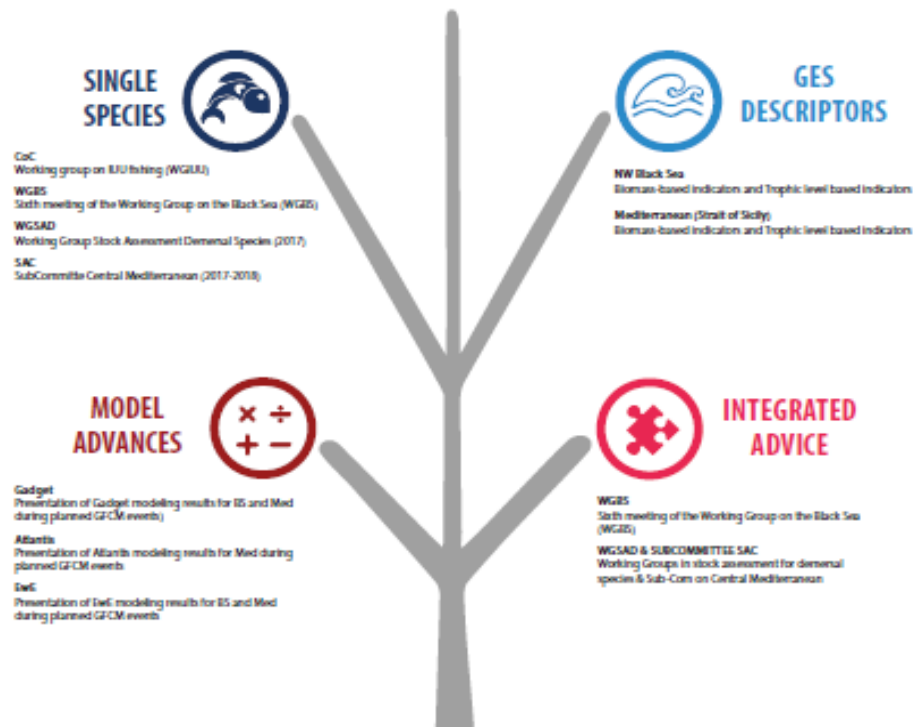 SINGLE
SPECIES
CoC
Working group on IUU fishing (WGIUU)
WGBS
Sixth meeting of the Working Group on the Black Sea (WGBS)
WGSAD
Working Group Stock Assessment Demersal Species (2017)
SAC
SubCommitte Central Mediterranean (2017-2018)
GES
DESCRIPTORS
NW Black Sea
Biomass-based indicators and Trophic level based indicators
Mediterranean (Strait of Sicily)
Biomass-based indicators and Trophic level based indicators
MODEL
ADVANCES
Gadget
Presentation of Gadget modeling results for BS and Med
during planned GFCM events)
Atlantis
Presentation of Atlantis modeling results for Med during
planned GFCM events
EwE
Presentation of EwE modeling results for BS and Med
during planned GFCM events
INTEGRATED
ADVICE
WGBS
Sixth meeting of the Working Group on the Black Sea
(WGBS)
WGSAD & SUBCOMMITTEE SAC
Working Groups in stock assessment for demersal
species & Sub-Com on Central Mediterranean